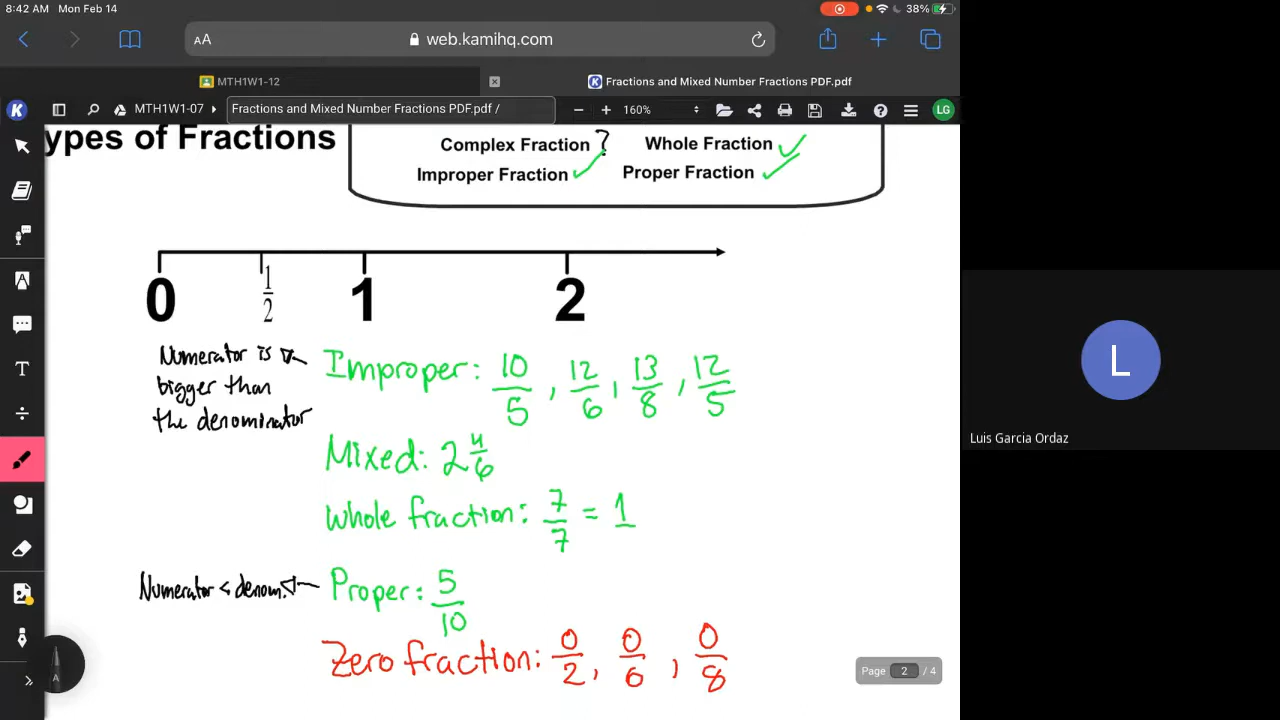 8:42 AM Mon Feb 14
38%
AA
web.kamihq.com
MTH1W1-12
Fractions and Mixed Number Fractions PDF.pdf
MTH1W1-07
Fractions and Mixed Number Fractions PDF.pdf /
160%
LG
ypes of Fractions
Complex Fraction ? Whole Fraction ✓
Improper Fraction ✓ Proper Fraction ✓
0 1/2 1 2
Numerator is
bigger than
the denominator
Improper: 10/5, 12/6, 13/8, 12/5
Mixed: 2 4/6
Whole fraction: 7/7 = 1
Numerator < denom.
Proper: 5/10
Zero fraction: 0/2, 0/6, 0/8
Page 2 / 4
L
Luis Garcia Ordaz